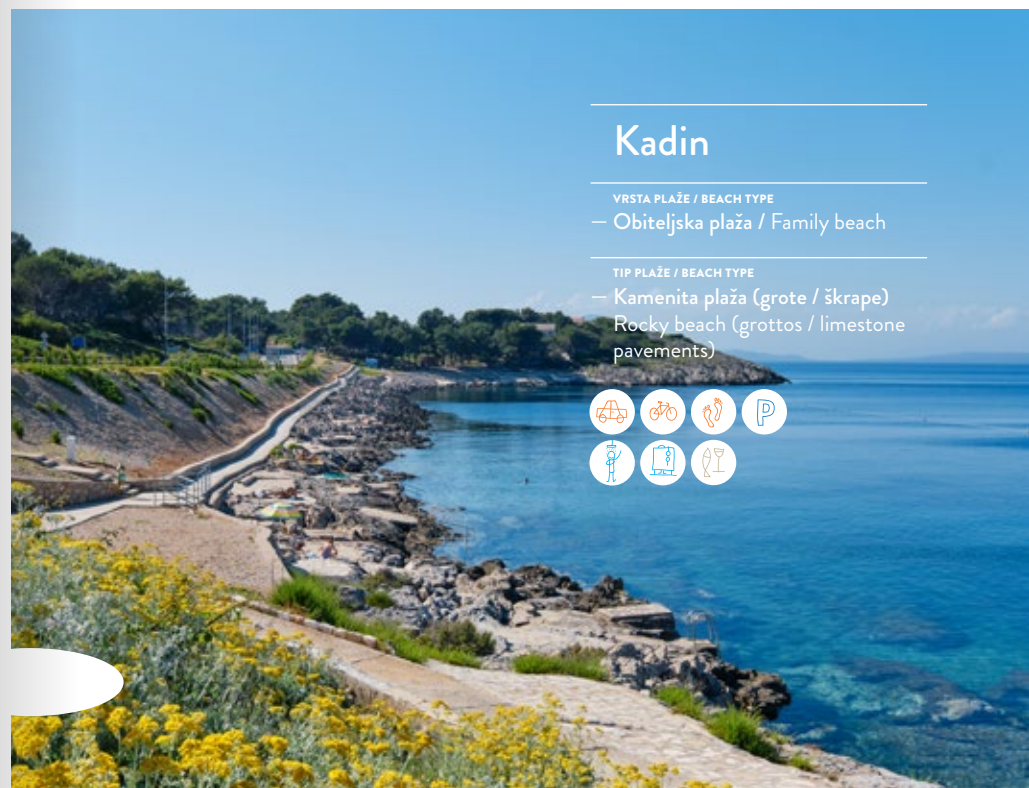 Kadin
VRSTA PLAŽE / BEACH TYPE
— Obiteljska plaža / Family beach
TIP PLAŽE / BEACH TYPE
— Kamenita plaža (grote / škrape)
Rocky beach (grottos / limestone
pavements)
P